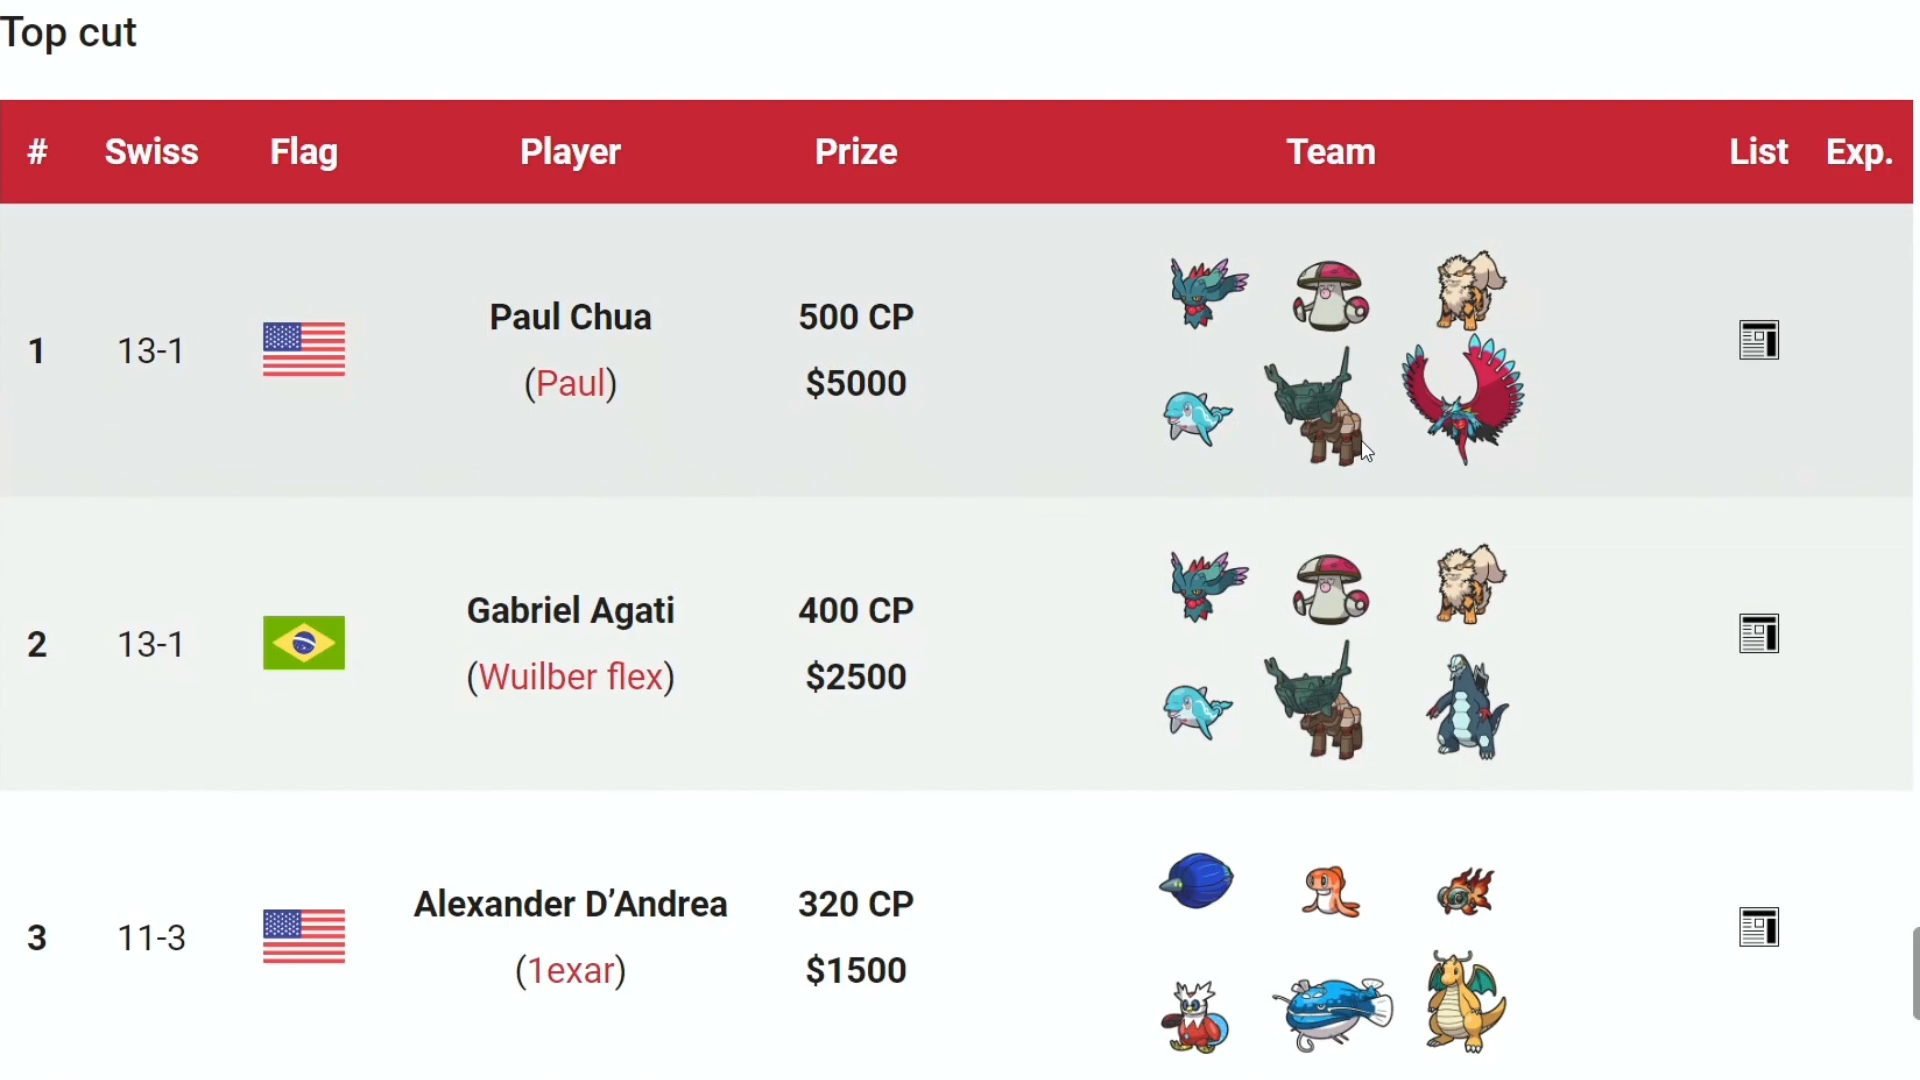 Top cut
# Swiss Flag Player Prize Team List Exp.
1 13-1 Paul Chua (Paul) 500 CP $5000
2 13-1 Gabriel Agati (Wuilber flex) 400 CP $2500
3 11-3 Alexander D’Andrea (1exar) 320 CP $1500